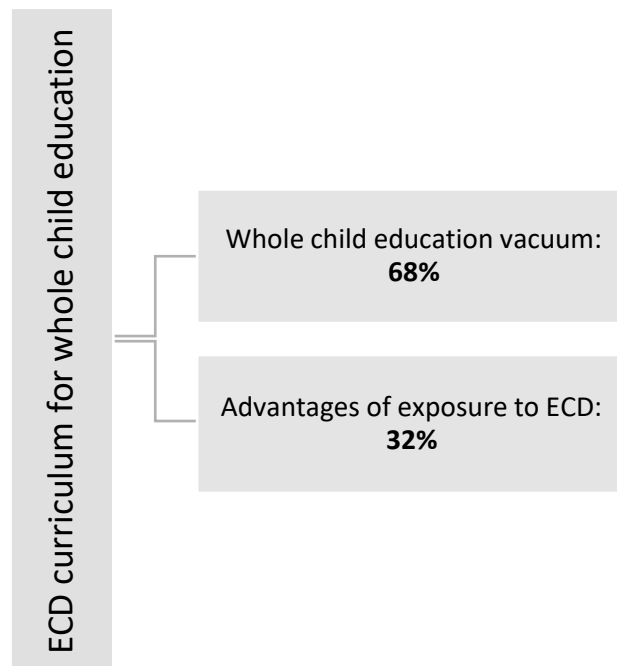 ECD curriculum for whole child education
Whole child education vacuum:
68%
Advantages of exposure to ECD:
32%